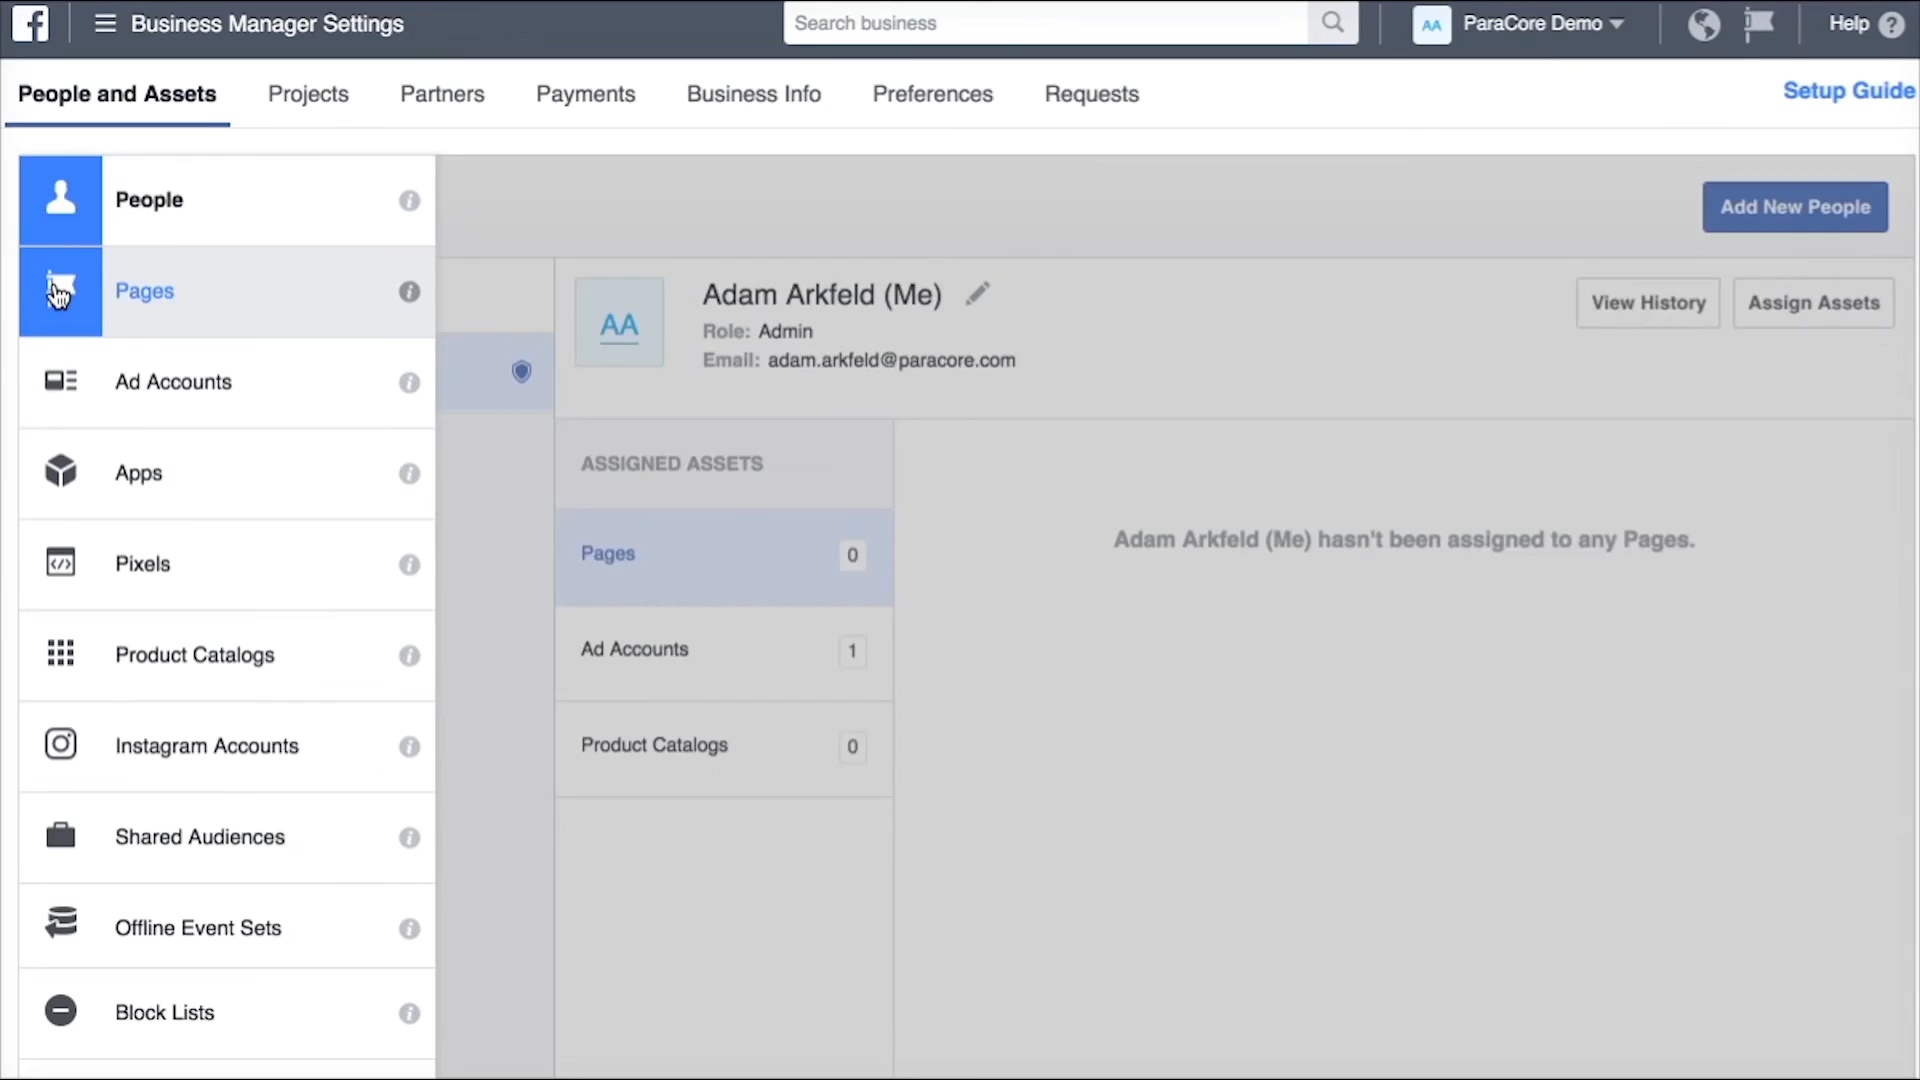 Business Manager Settings
Search business
AA
ParaCore Demo
Help ?
People and Assets
Projects
Partners
Payments
Business Info
Preferences
Requests
Setup Guide
People
Pages
Ad Accounts
Apps
Pixels
Product Catalogs
Instagram Accounts
Shared Audiences
Offline Event Sets
Block Lists
Add New People
AA
Adam Arkfeld (Me)
Role: Admin
Email: adam.arkfeld@paracore.com
View History
Assign Assets
ASSIGNED ASSETS
Pages 0
Ad Accounts 1
Product Catalogs 0
Adam Arkfeld (Me) hasn't been assigned to any Pages.